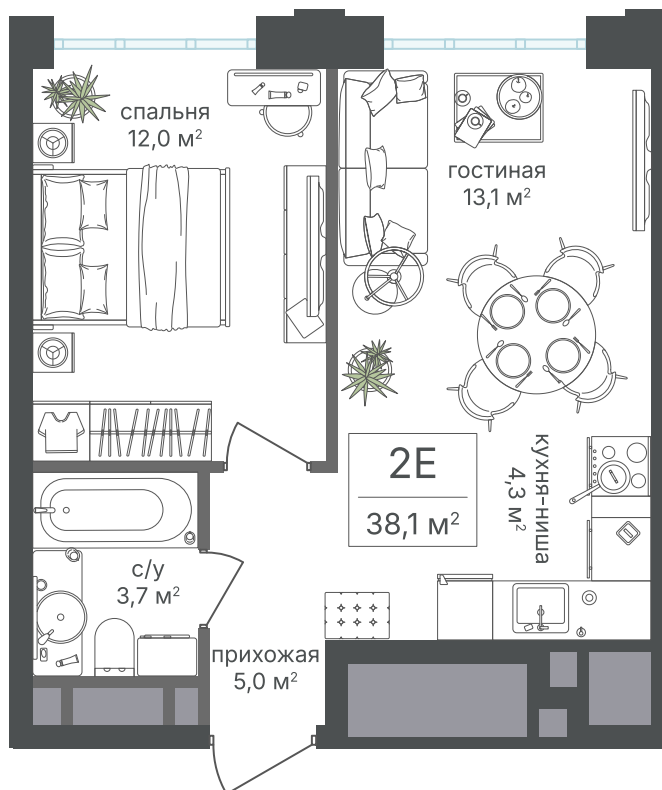 спальня
12,0 м²
гостиная
13,1 м²
2Е
38,1 м²
кухня-ниша
4,3 м²
с/у
3,7 м²
прихожая
5,0 м²